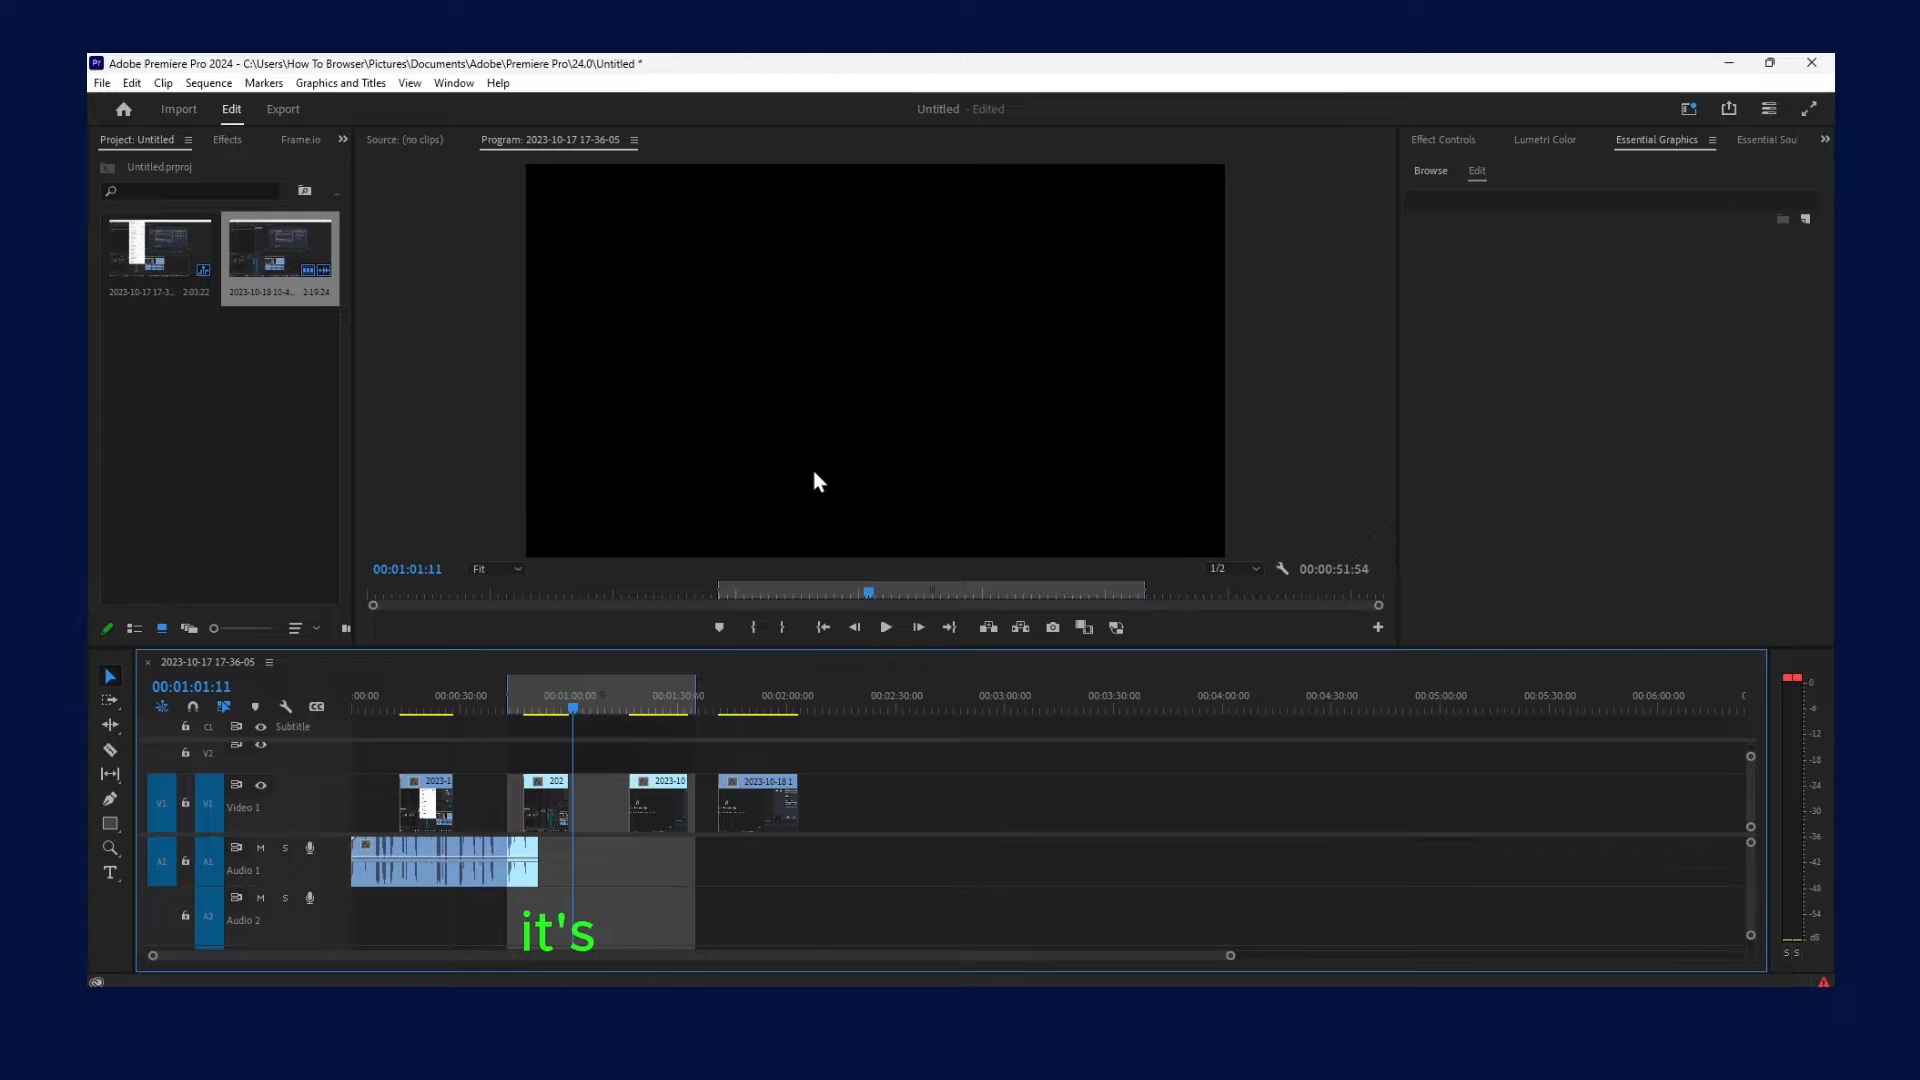 Pr Adobe Premiere Pro 2024 - C:\Users\How To Browser\Pictures\Documents\Adobe\Premiere Pro\24.0\Untitled *
File Edit Clip Sequence Markers Graphics and Titles View Window Help
Import Edit Export Untitled - Edited
Project: Untitled Effects Frame.io Source: (no clips) Program: 2023-10-17 17-36-05 Effect Controls Lumetri Color Essential Graphics Essential Sou
Untitled.prproj Browse Edit
2023-10-17 17-3... 2:03:22 2023-10-18 10-4... 2:19:24
00:01:01:11 Fit 1/2 00:00:51:54
2023-10-17 17-36-05
00:01:01:11
:00:00 00:00:30:00 00:01:00:00 00:01:30:00 00:02:00:00 00:02:30:00 00:03:00:00 00:03:30:00 00:04:00:00 00:04:30:00 00:05:00:00 00:05:30:00 00:06:00:00
C1 Subtitle
V2
2023-1 202 2023-10 2023-10-18 1
V1 V1 Video 1
M S
A1 A1 Audio 1
M S
A2 Audio 2
it's
0
-6
-12
-18
-24
-30
-36
-42
-48
-54
dB
S S